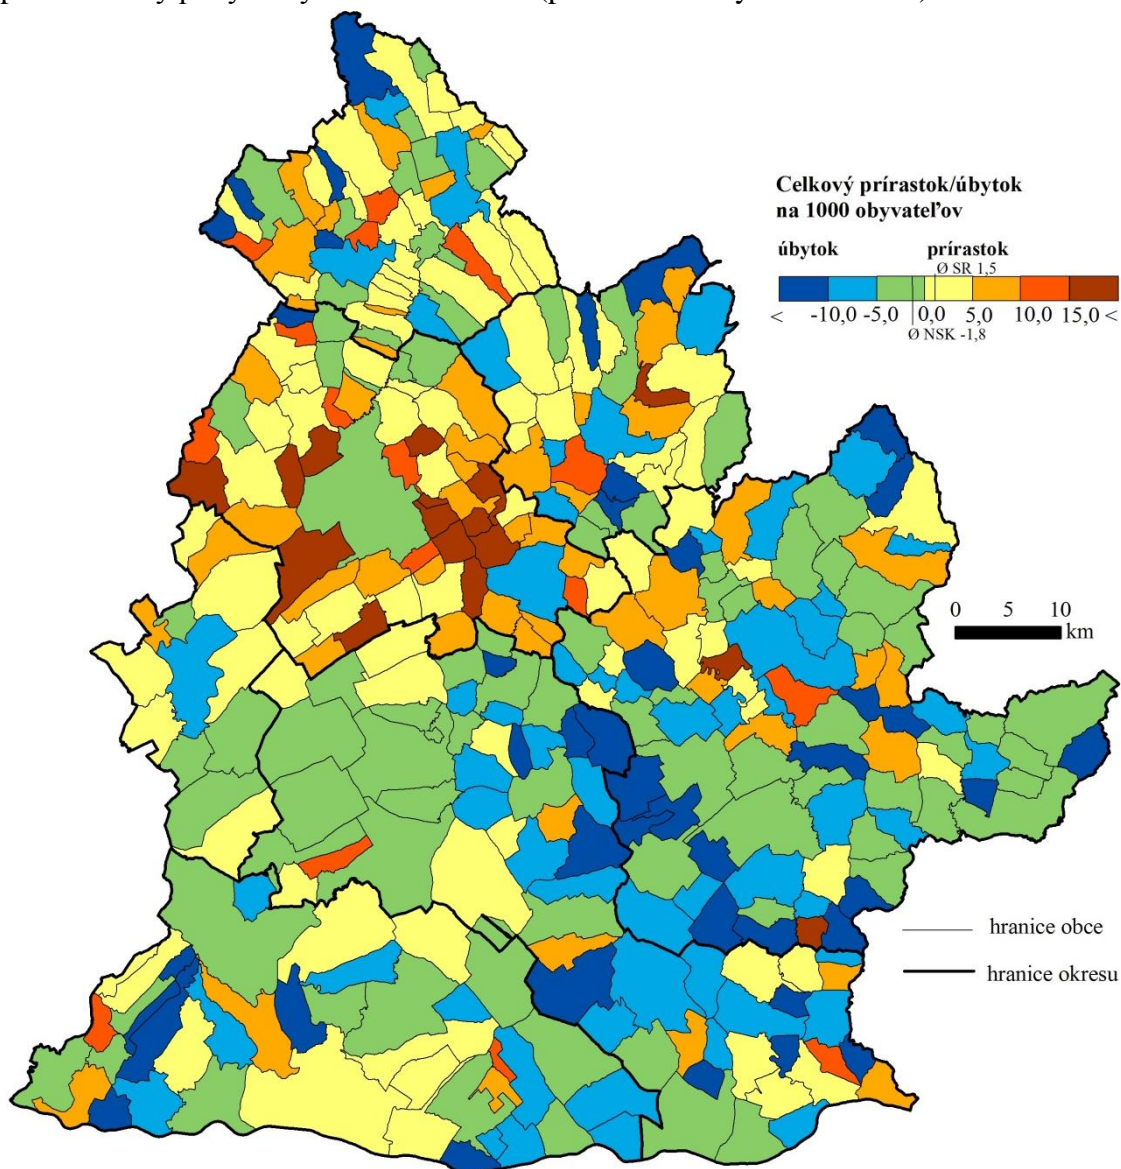 Celkový prírastok/úbytok
na 1000 obyvateľov
úbytok prírastok
Ø SR 1,5
< -10,0 -5,0 0,0 5,0 10,0 15,0 <
Ø NSK -1,8
0 5 10
km
hranice obce
hranice okresu